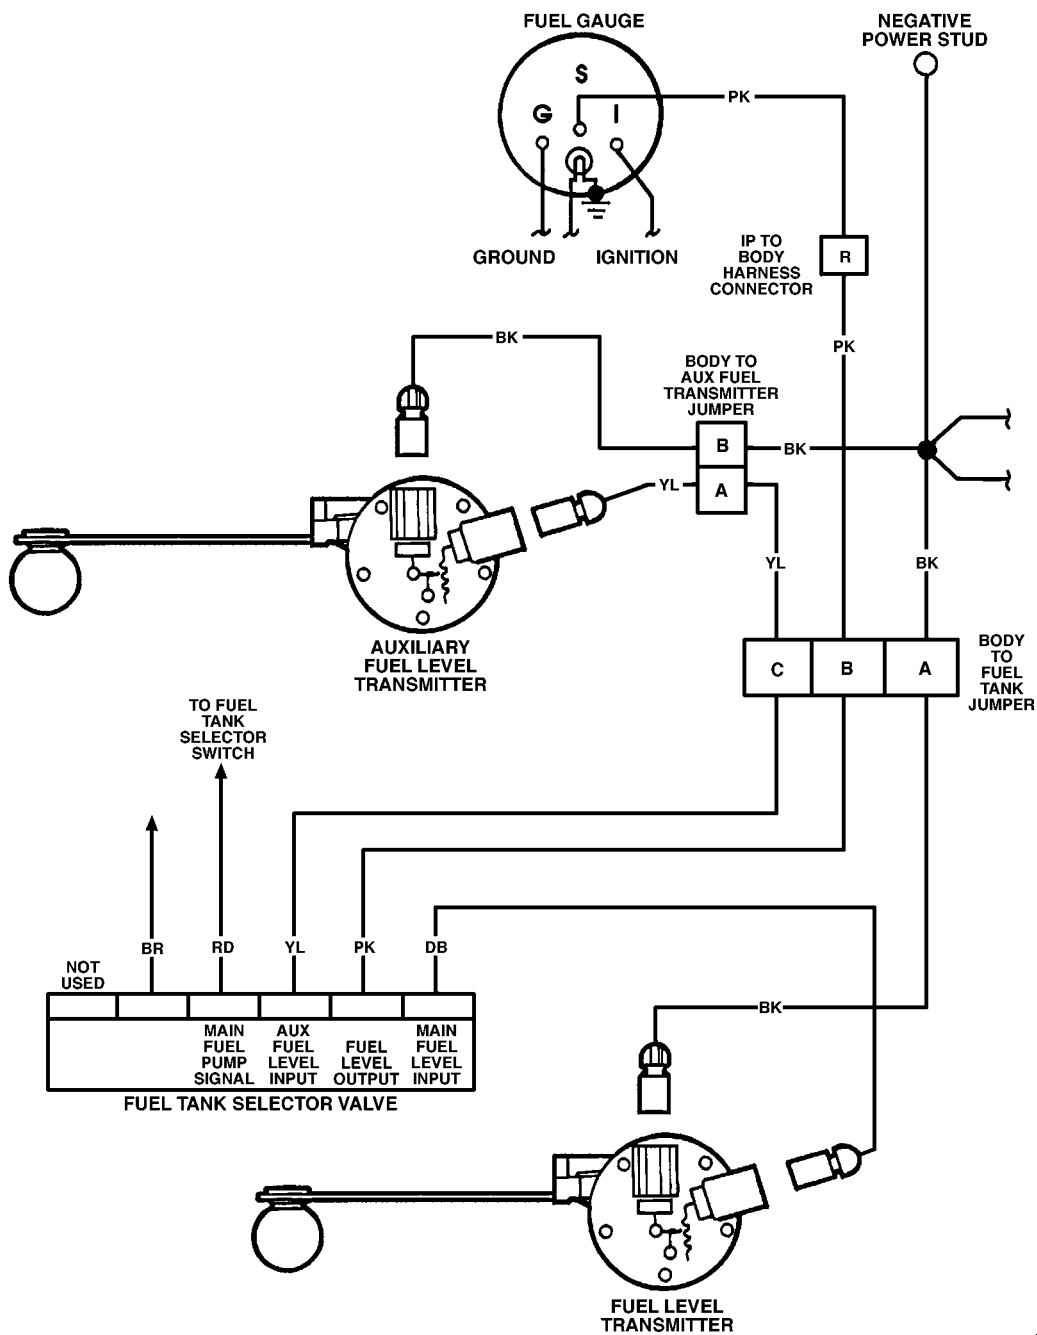 FUEL GAUGE
NEGATIVE
POWER STUD
S
G
I
PK
GROUND
IGNITION
IP TO
BODY
HARNESS
CONNECTOR
R
PK
BK
BODY TO
AUX FUEL
TRANSMITTER
JUMPER
B
BK
YL
A
YL
BK
AUXILIARY
FUEL LEVEL
TRANSMITTER
C
B
A
BODY
TO
FUEL
TANK
JUMPER
TO FUEL
TANK
SELECTOR
SWITCH
BR
RD
YL
PK
DB
NOT
USED
MAIN
FUEL
PUMP
SIGNAL
AUX
FUEL
LEVEL
INPUT
FUEL
LEVEL
OUTPUT
MAIN
FUEL
LEVEL
INPUT
FUEL TANK SELECTOR VALVE
BK
FUEL LEVEL
TRANSMITTER